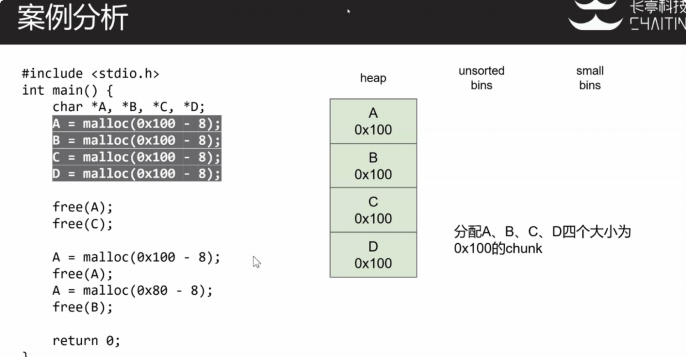 案例分析
长亭科技
CHAITIN
#include <stdio.h>
int main() {
char *A, *B, *C, *D;
A = malloc(0x100 - 8);
B = malloc(0x100 - 8);
C = malloc(0x100 - 8);
D = malloc(0x100 - 8);
free(A);
free(C);
A = malloc(0x100 - 8);
free(A);
A = malloc(0x80 - 8);
free(B);
return 0;
}
heap
unsorted
bins
small
bins
A
0x100
B
0x100
C
0x100
D
0x100
分配A、B、C、D四个大小为
0x100的chunk